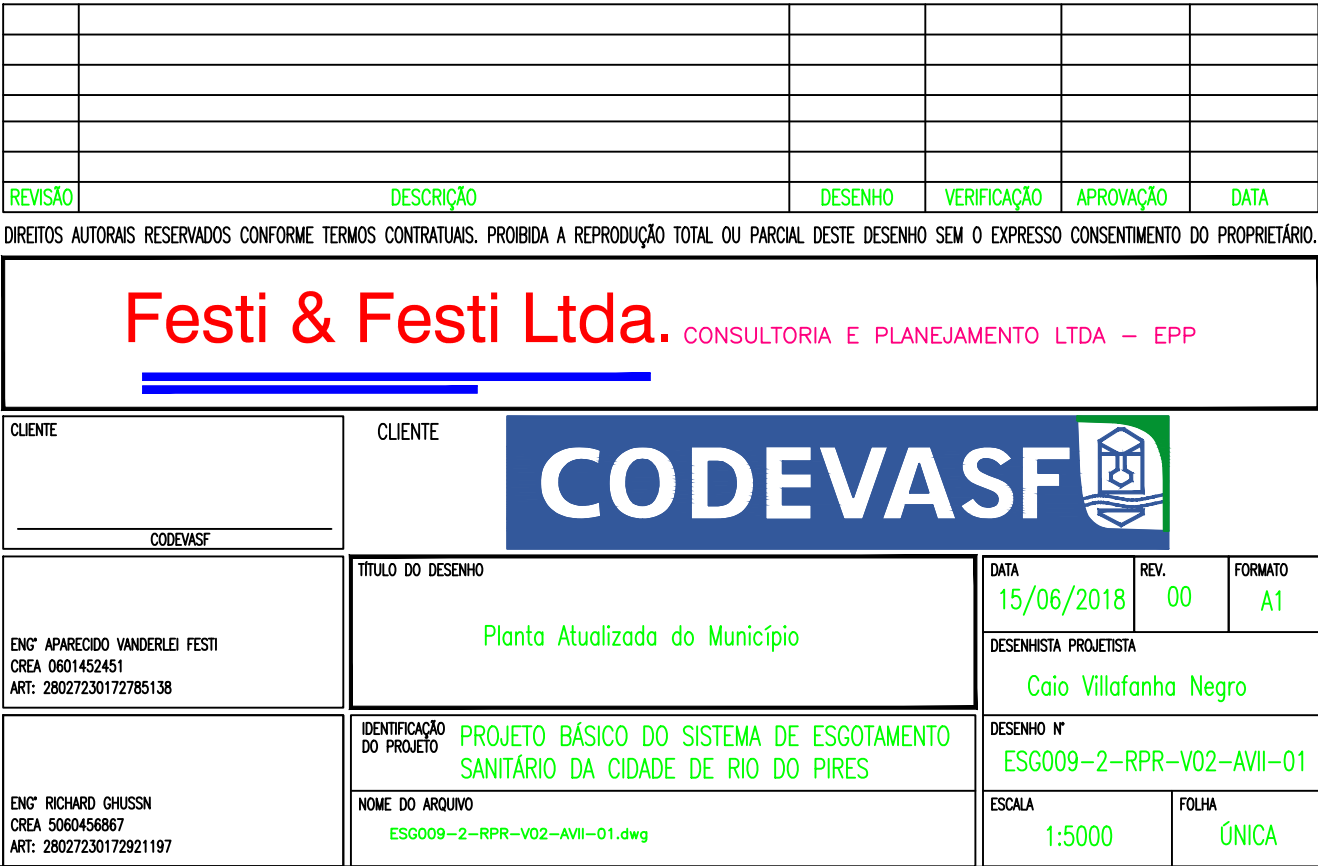 REVISÃO DESCRIÇÃO DESENHO VERIFICAÇÃO APROVAÇÃO DATA
DIREITOS AUTORAIS RESERVADOS CONFORME TERMOS CONTRATUAIS. PROIBIDA A REPRODUÇÃO TOTAL OU PARCIAL DESTE DESENHO SEM O EXPRESSO CONSENTIMENTO DO PROPRIETÁRIO.
Festi & Festi Ltda. CONSULTORIA E PLANEJAMENTO LTDA – EPP
CLIENTE
CODEVASF
CLIENTE
CODEVASF
ENG° APARECIDO VANDERLEI FESTI
CREA 0601452451
ART: 28027230172785138
TÍTULO DO DESENHO
Planta Atualizada do Município
DATA
15/06/2018
REV.
00
FORMATO
A1
DESENHISTA PROJETISTA
Caio Villafanha Negro
ENG° RICHARD GHUSSN
CREA 5060456867
ART: 28027230172921197
IDENTIFICAÇÃO
DO PROJETO
PROJETO BÁSICO DO SISTEMA DE ESGOTAMENTO
SANITÁRIO DA CIDADE DE RIO DO PIRES
NOME DO ARQUIVO
ESG009-2-RPR-V02-AVII-01.dwg
DESENHO N°
ESG009-2-RPR-V02-AVII-01
ESCALA
1:5000
FOLHA
ÚNICA